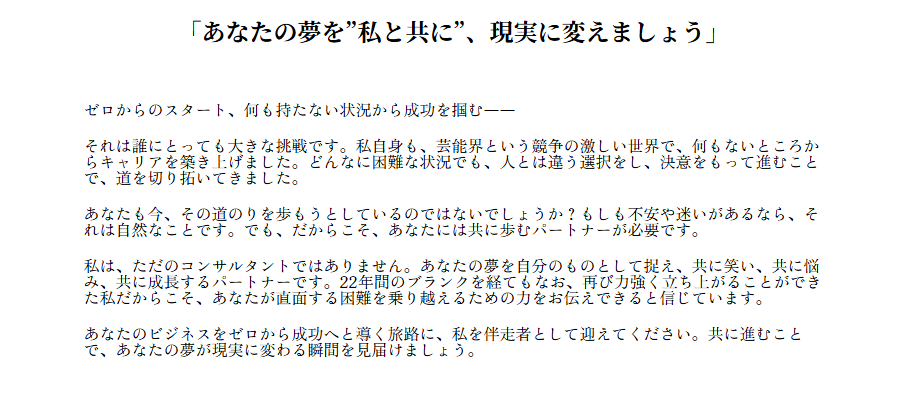 「あなたの夢を”私と共に”、現実に変えましょう」
ゼロからのスタート、何も持たない状況から成功を掴む——
それは誰にとっても大きな挑戦です。私自身も、芸能界という競争の激しい世界で、何もないところか
らキャリアを築き上げました。どんなに困難な状況でも、人とは違う選択をし、決意をもって進むこと
で、道を切り拓いてきました。
あなたも今、その道のりを歩もうとしているのではないでしょうか？もしも不安や迷いがあるなら、そ
れは自然なことです。でも、だからこそ、あなたには共に歩むパートナーが必要です。
私は、ただのコンサルタントではありません。あなたの夢を自分のものとして捉え、共に笑い、共に悩
み、共に成長するパートナーです。22年間のブランクを経てもなお、再び力強く立ち上がることができ
た私だからこそ、あなたが直面する困難を乗り越えるための力をお伝えできると信じています。
あなたのビジネスをゼロから成功へと導く旅路に、私を伴走者として迎えてください。共に進むこと
で、あなたの夢が現実に変わる瞬間を見届けましょう。